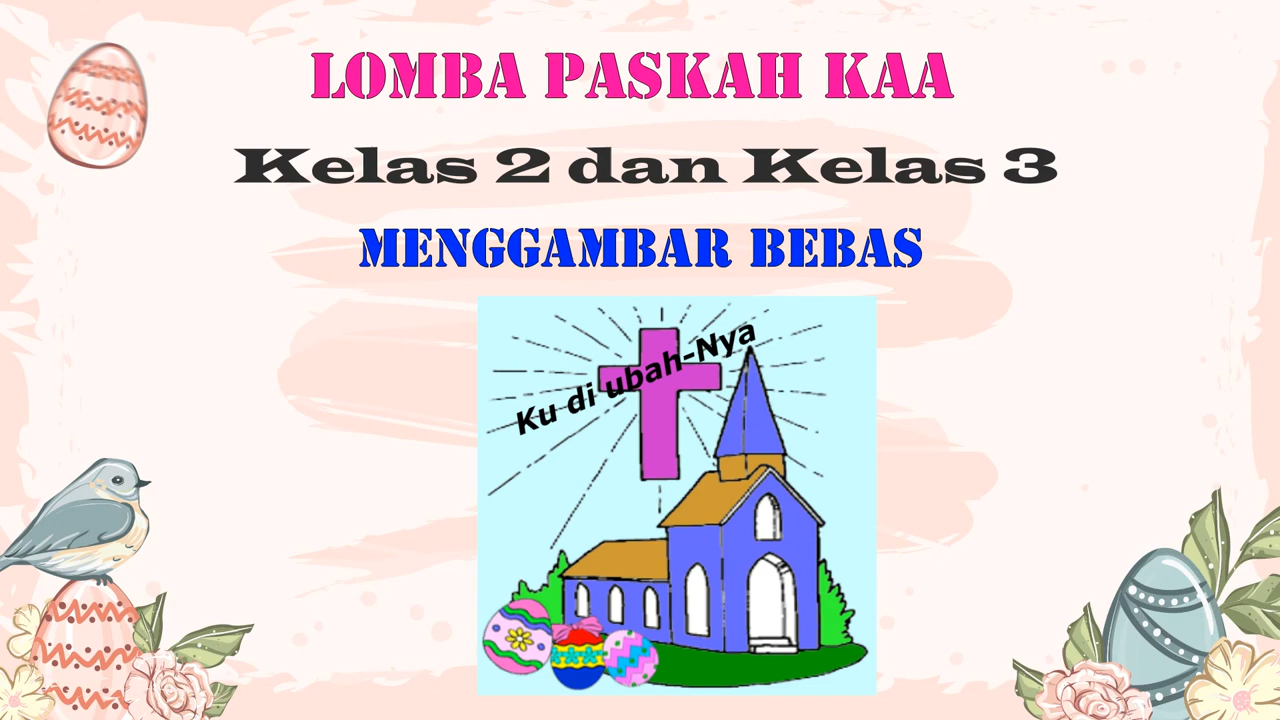 LOMBA PASKAH KAA
Kelas 2 dan Kelas 3
MENGGAMBAR BEBAS
Ku di ubah-Nya